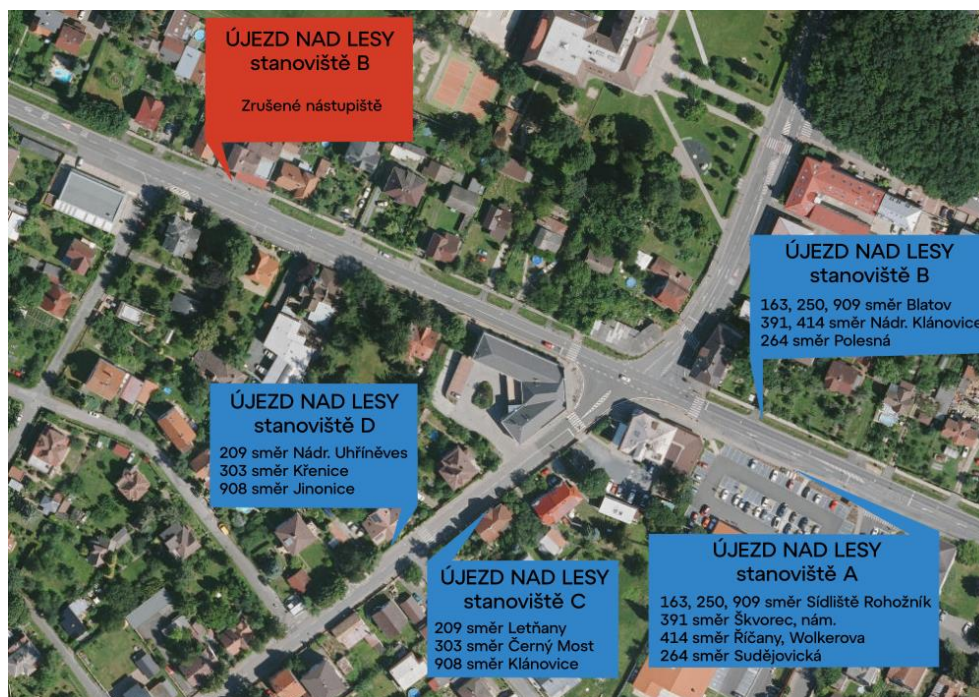 ÚJEZD NAD LESY
stanoviště B
Zrušené nástupiště
ÚJEZD NAD LESY
stanoviště B
163, 250, 909 směr Blatov
391, 414 směr Nádr. Klánovice
264 směr Polesná
ÚJEZD NAD LESY
stanoviště D
209 směr Nádr. Uhříněves
303 směr Křenice
908 směr Jinonice
ÚJEZD NAD LESY
stanoviště C
209 směr Letňany
303 směr Černý Most
908 směr Klánovice
ÚJEZD NAD LESY
stanoviště A
163, 250, 909 směr Sídliště Rohožník
391 směr Škvorec, nám.
414 směr Říčany, Wolkerova
264 směr Sudějovická